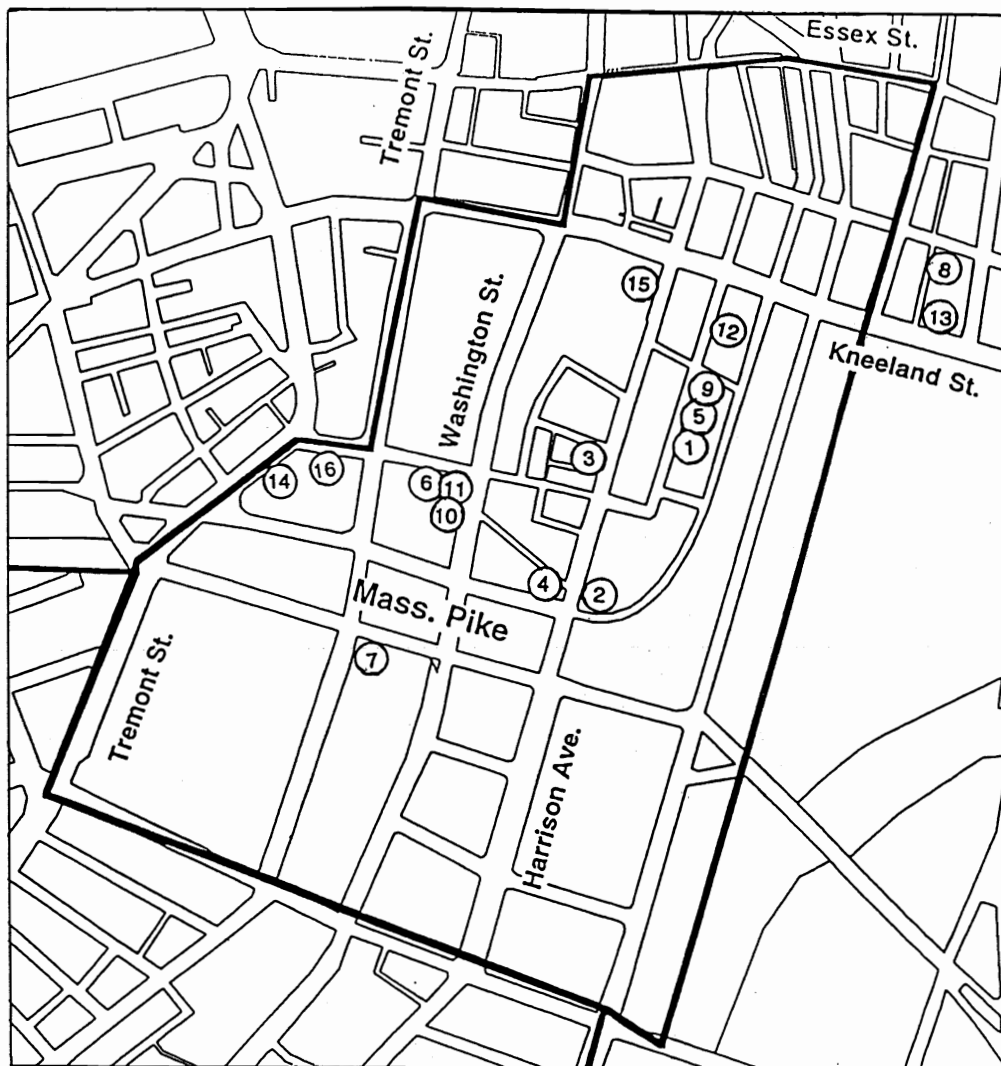 Essex St.
Tremont St.
8
15
13
12
Washington St.
Kneeland St.
9
5
1
3
16
14
6
11
10
4
2
Mass. Pike
7
Tremont St.
Harrison Ave.